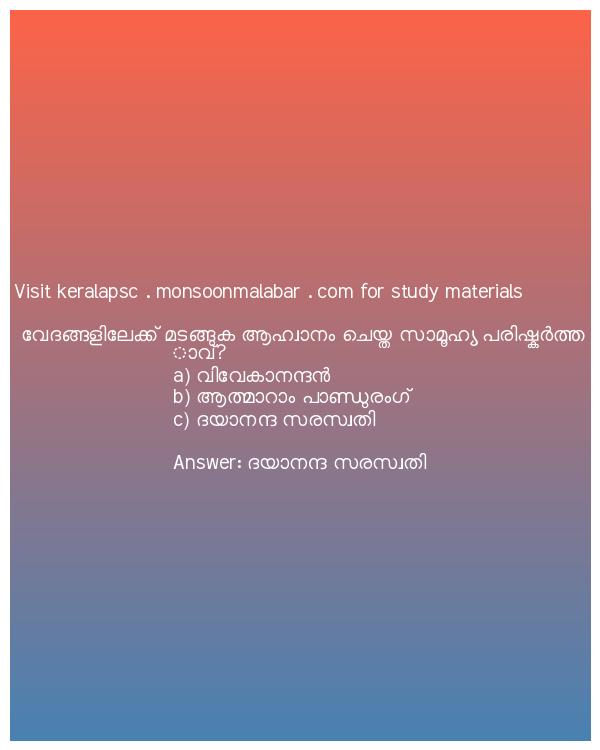 Visit keralapsc . monsoonmalabar . com for study materials
വേദങ്ങളിലേക്ക് മടങ്ങുക ആഹ്വാനം ചെയ്ത സാമൂഹ്യ പരിഷ്കർത്ത
ാവ്?
a) വിവേകാനന്ദൻ
b) ആത്മാറാം പാണ്ഡുരംഗ്
c) ദയാനന്ദ സരസ്വതി
Answer: ദയാനന്ദ സരസ്വതി